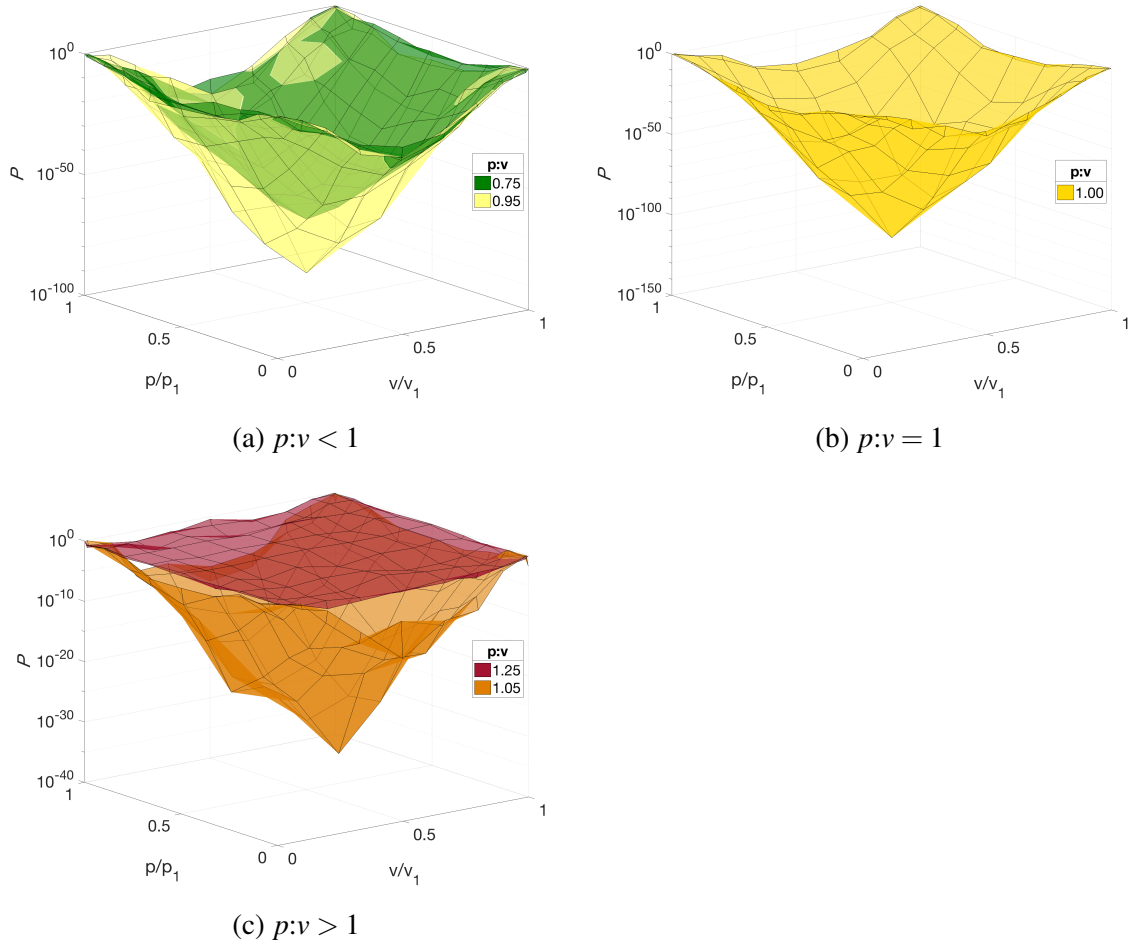 10^0
10^-50
10^-100
P
1
0.5
0
p/p_1
0
0.5
1
v/v_1
p:v
0.75
0.95
(a) p:v < 1
10^0
10^-50
10^-100
10^-150
P
1
0.5
0
p/p_1
0
0.5
1
v/v_1
p:v
1.00
(b) p:v = 1
10^0
10^-10
10^-20
10^-30
10^-40
P
1
0.5
0
p/p_1
0
0.5
1
v/v_1
p:v
1.25
1.05
(c) p:v > 1